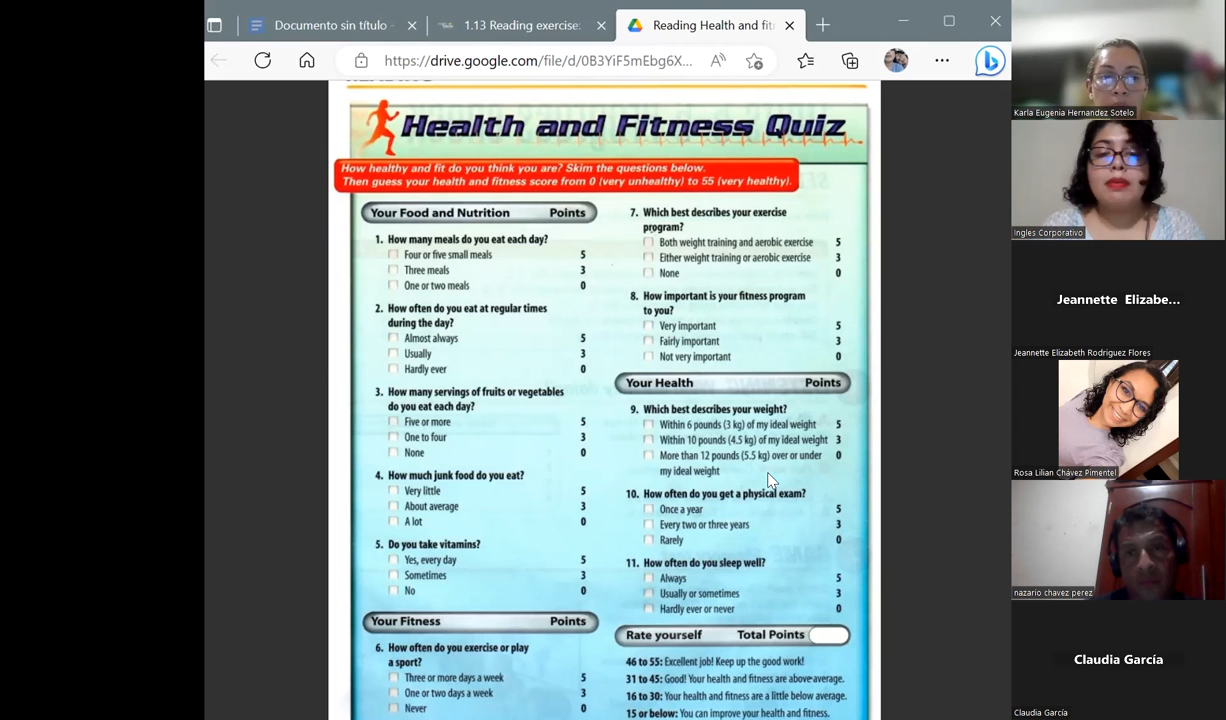 Documento sin título -
1.13 Reading exercise:
Reading Health and fit
https://drive.google.com/file/d/0B3YiF5mEbg6X...
Health and Fitness Quiz
How healthy and fit do you think you are? Skim the questions below.
Then guess your health and fitness score from 0 (very unhealthy) to 55 (very healthy).
Your Food and Nutrition Points
1. How many meals do you eat each day?
Four or five small meals 5
Three meals 3
One or two meals 0
2. How often do you eat at regular times
during the day?
Almost always 5
Usually 3
Hardly ever 0
3. How many servings of fruits or vegetables
do you eat each day?
Five or more 5
One to four 3
None 0
4. How much junk food do you eat?
Very little 5
About average 3
A lot 0
5. Do you take vitamins?
Yes, every day 5
Sometimes 3
No 0
Your Fitness Points
6. How often do you exercise or play
a sport?
Three or more days a week 5
One or two days a week 3
Never 0
7. Which best describes your exercise
program?
Both weight training and aerobic exercise 5
Either weight training or aerobic exercise 3
None 0
8. How important is your fitness program
to you?
Very important 5
Fairly important 3
Not very important 0
Your Health Points
9. Which best describes your weight?
Within 6 pounds (3 kg) of my ideal weight 5
Within 10 pounds (4.5 kg) of my ideal weight 3
More than 12 pounds (5.5 kg) over or under 0
my ideal weight
10. How often do you get a physical exam?
Once a year 5
Every two or three years 3
Rarely 0
11. How often do you sleep well?
Always 5
Usually or sometimes 3
Hardly ever or never 0
Rate yourself Total Points
46 to 55: Excellent job! Keep up the good work!
31 to 45: Good! Your health and fitness are above average.
16 to 30: Your health and fitness are a little below average.
15 or below: You can improve your health and fitness.
Karla Eugenia Hernandez Sotelo
Ingles Corporativo
Jeannette Elizabe...
Jeannette Elizabeth Rodriguez Flores
Rosa Lilian Chávez Pimentel
nazario chavez perez
Claudia García
Claudia García